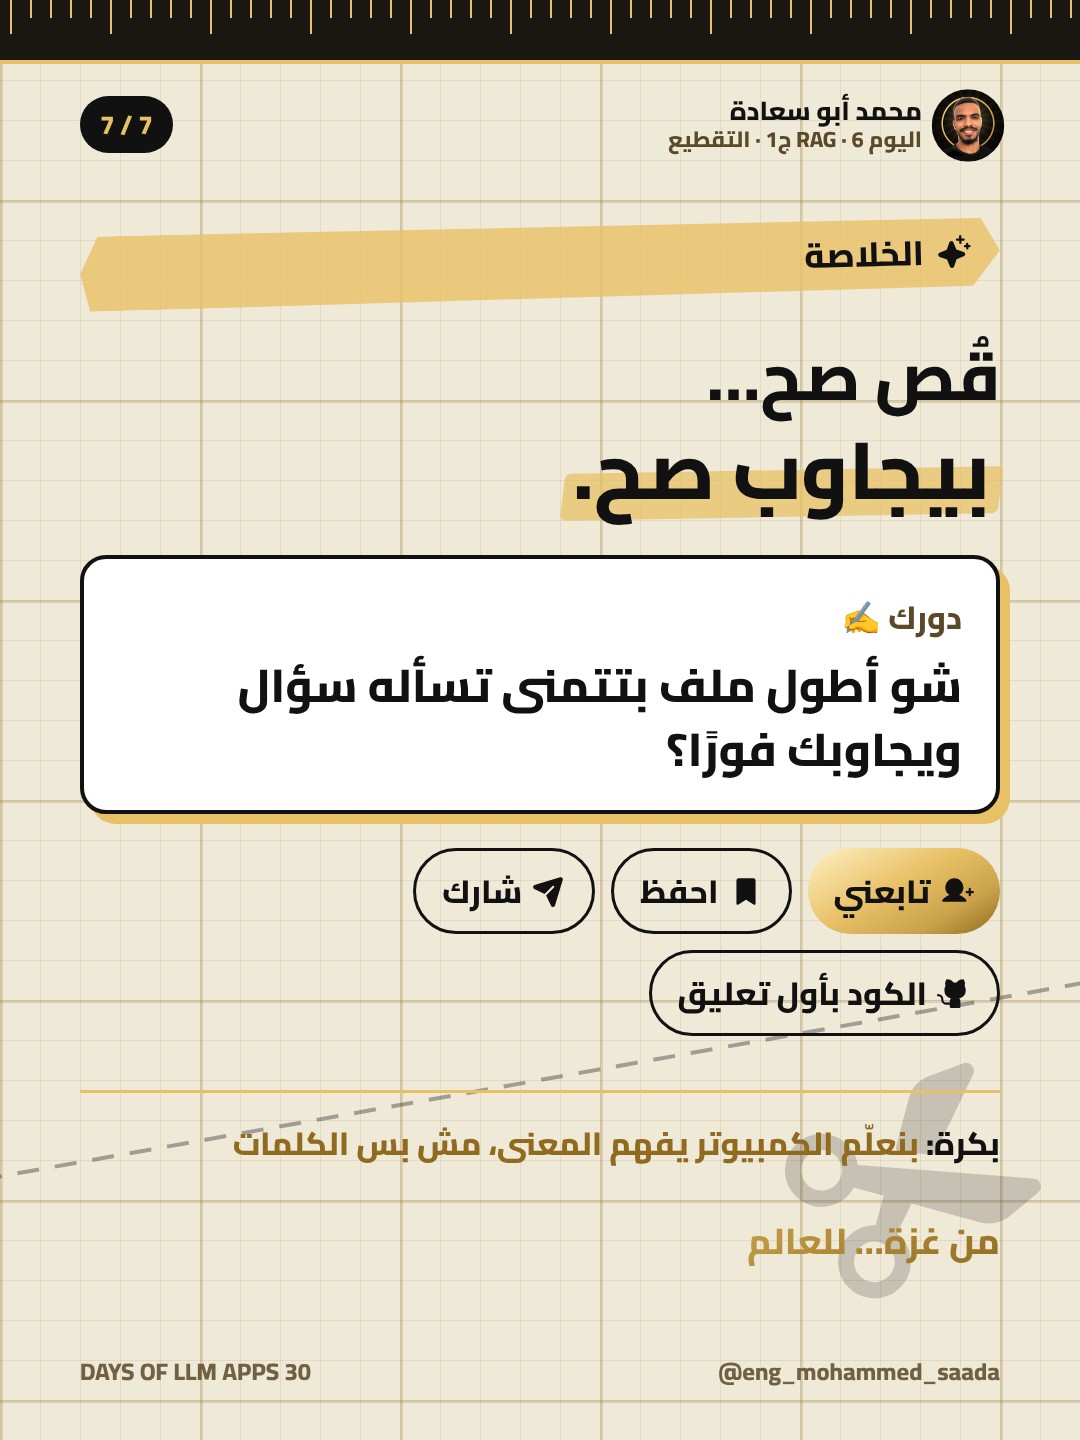 محمد أبو سعادة
اليوم 6 · RAG ج1 · التقطيع
7 / 7
الخلاصة
قُص صح...
بيجاوب صح.
دورك ✍️
شو أطول ملف بتتمنى تسأله سؤال
ويجاوبك فورًا؟
تابعني
احفظ
شارك
الكود بأول تعليق
بكرة: بنعلّم الكمبيوتر يفهم المعنى، مش بس الكلمات
من غزة... للعالم
@eng_mohammed_saada
DAYS OF LLM APPS 30